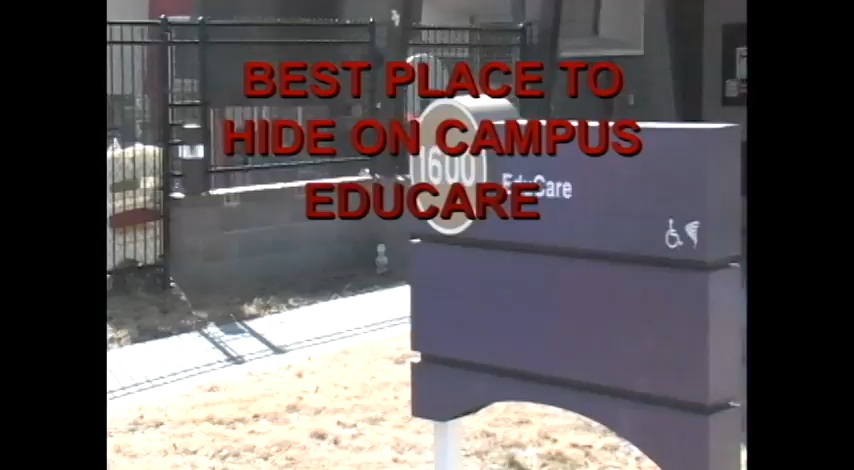 BEST PLACE TO
HIDE ON CAMPUS
EDUCARE
1600
EduCare